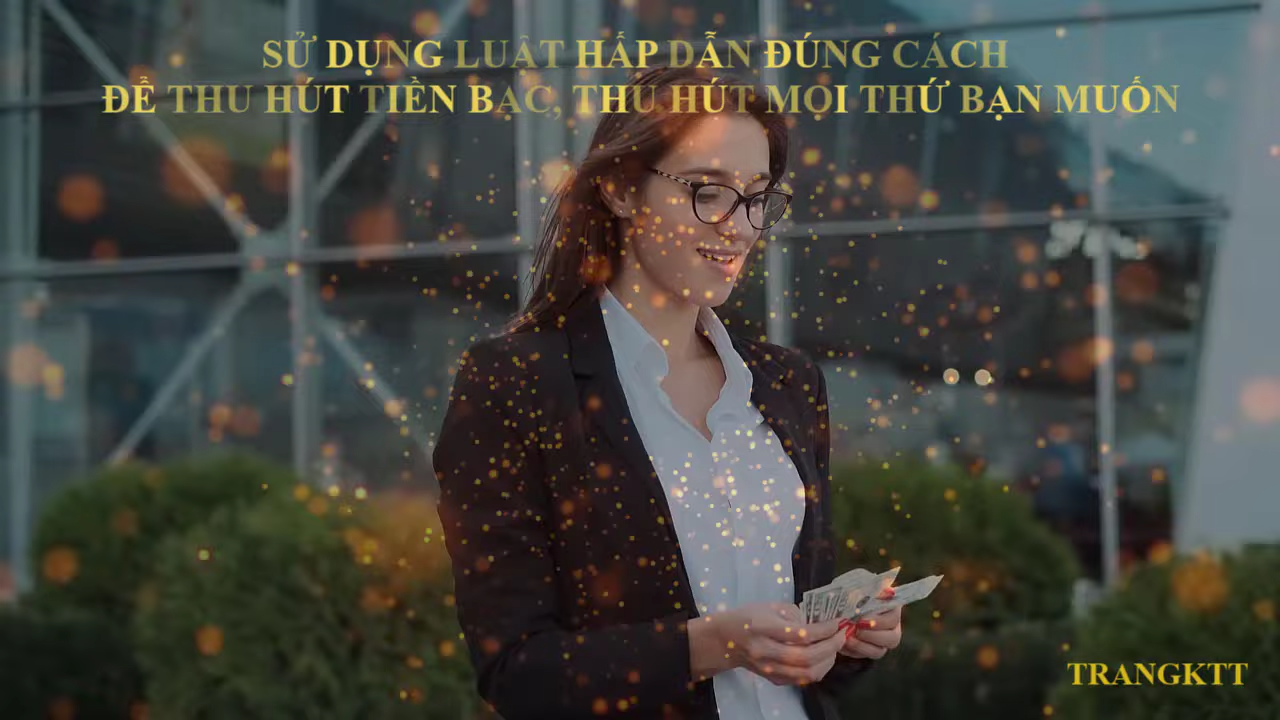 SỬ DỤNG LUẬT HẤP DẪN ĐÚNG CÁCH
ĐỂ THU HÚT TIỀN BẠC, THU HÚT MỌI THỨ BẠN MUỐN
TRANGKTT